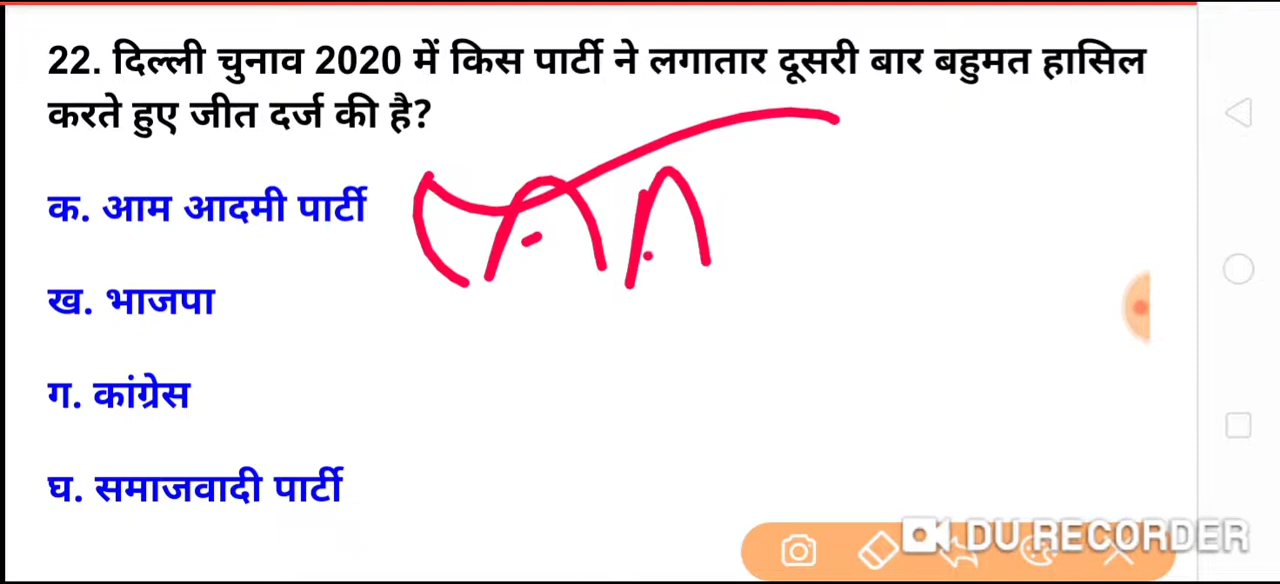 22. दिल्ली चुनाव 2020 में किस पार्टी ने लगातार दूसरी बार बहुमत हासिल
करते हुए जीत दर्ज की है?
क. आम आदमी पार्टी
ख. भाजपा
ग. कांग्रेस
घ. समाजवादी पार्टी
DU RECORDER